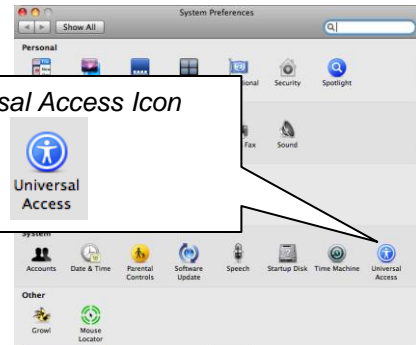 System Preferences
Show All
Personal
ional Security Spotlight
sal Access Icon
Universal
Access
Fax Sound
System
Accounts Date & Time Parental
Controls Software
Update Speech Startup Disk Time Machine Universal
Access
Other
Growl Mouse
Locator